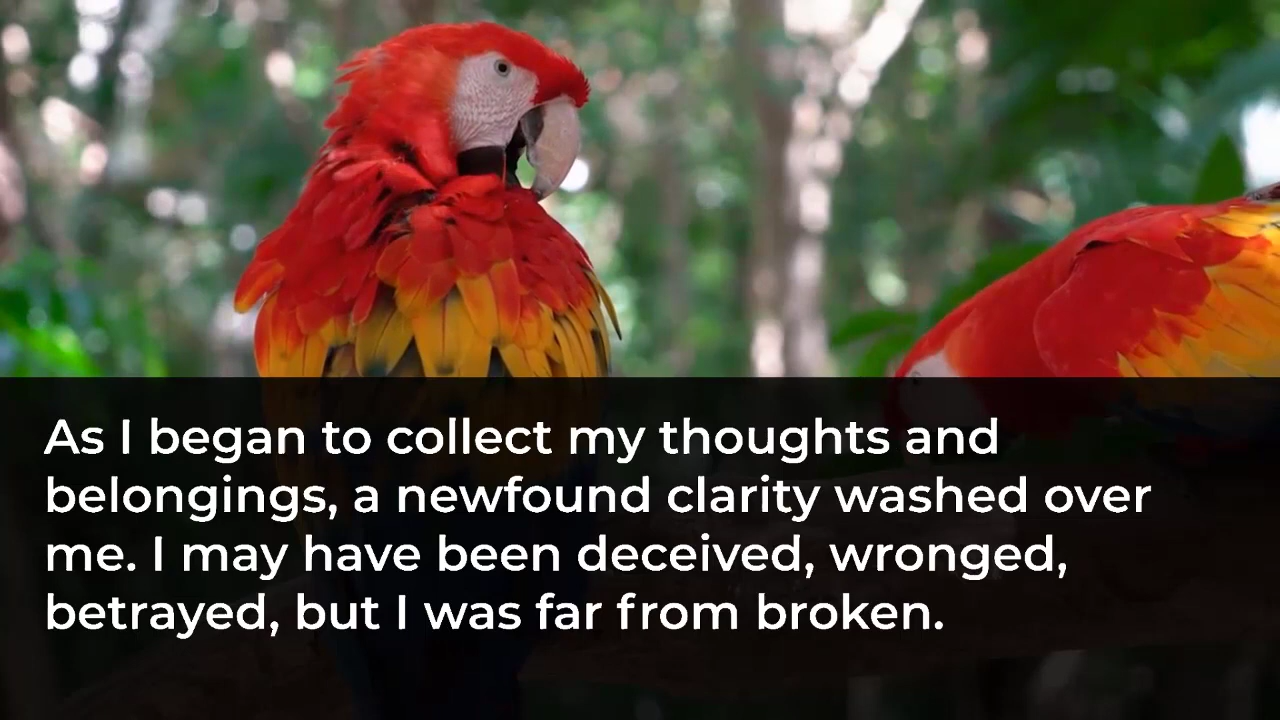 As I began to collect my thoughts and
belongings, a newfound clarity washed over
me. I may have been deceived, wronged,
betrayed, but I was far from broken.